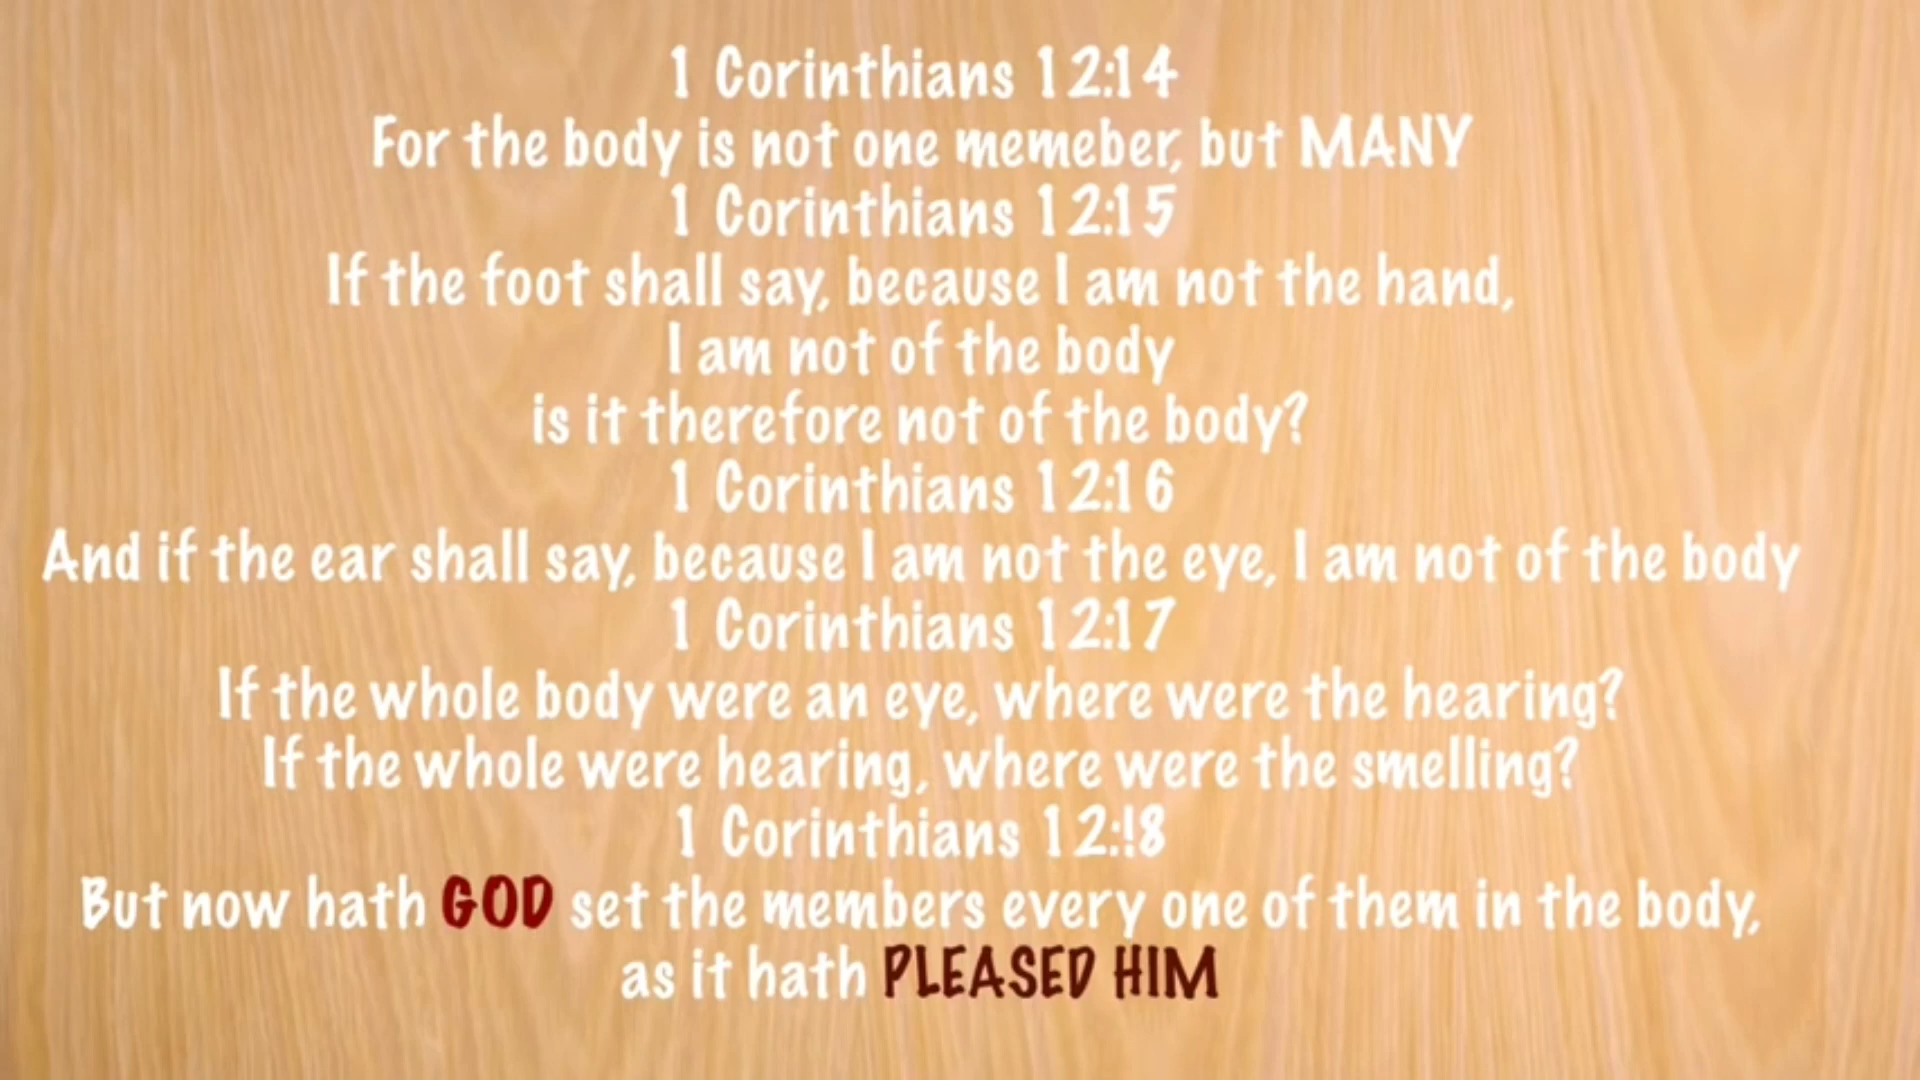 1 Corinthians 12:14
For the body is not one memeber, but MANY
1 Corinthians 12:15
If the foot shall say, because I am not the hand,
I am not of the body
is it therefore not of the body?
1 Corinthians 12:16
And if the ear shall say, because I am not the eye, I am not of the body
1 Corinthians 12:17
If the whole body were an eye, where were the hearing?
If the whole were hearing, where were the smelling?
1 Corinthians 12:!8
But now hath GOD set the members every one of them in the body,
as it hath PLEASED HIM